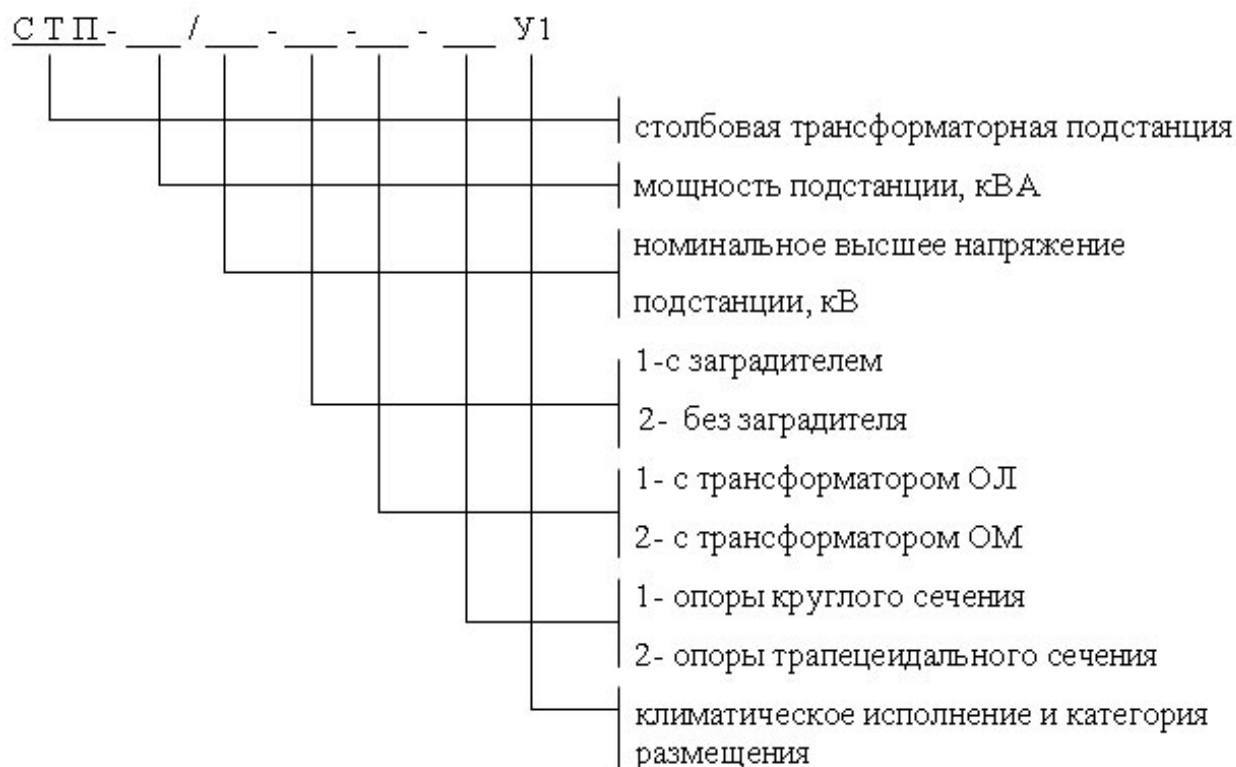 С Т П - ___ / ___ - ___ - ___ - ___ У1
столбовая трансформаторная подстанция
мощность подстанции, кВА
номинальное высшее напряжение
подстанции, кВ
1-с заградителем
2- без заградителя
1- с трансформатором ОЛ
2- с трансформатором ОМ
1- опоры круглого сечения
2- опоры трапецеидального сечения
климатическое исполнение и категория
размещения